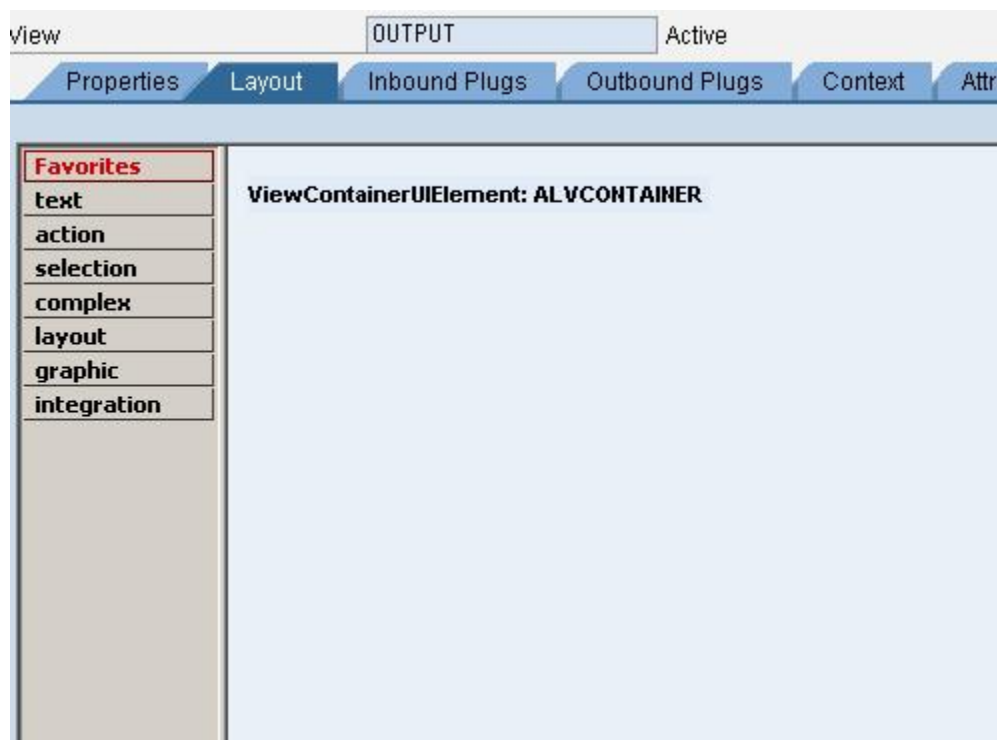 View OUTPUT Active
Properties Layout Inbound Plugs Outbound Plugs Context Attr
Favorites
text
ViewContainerUIElement: ALVCONTAINER
action
selection
complex
layout
graphic
integration